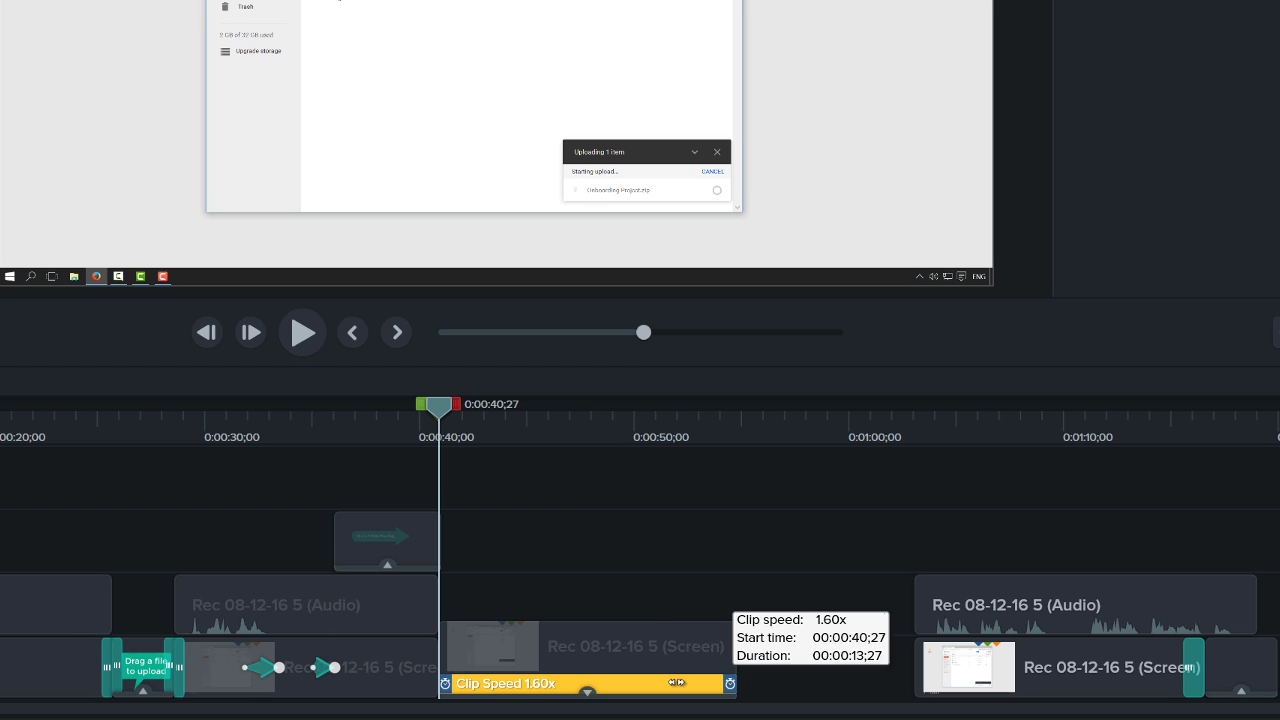 Trash
2 GB of 32 GB used
Upgrade storage
Uploading 1 item
Starting upload... CANCEL
Onboarding Project.zip
ENG
0:00:40;27
00:20;00 0:00:30;00 0:00:40;00 0:00:50;00 0:01:00;00 0:01:10;00
Rec 08-12-16 5 (Audio)
Rec 08-12-16 5 (Audio)
Clip speed: 1.60x
Start time: 00:00:40;27
Duration: 00:00:13;27
Rec 08-12-16 5 (Screen)
Drag a file
to upload
Rec 08-12-16 5 (Scre
Rec 08-12-16 5 (Screen)
Clip Speed 1.60x